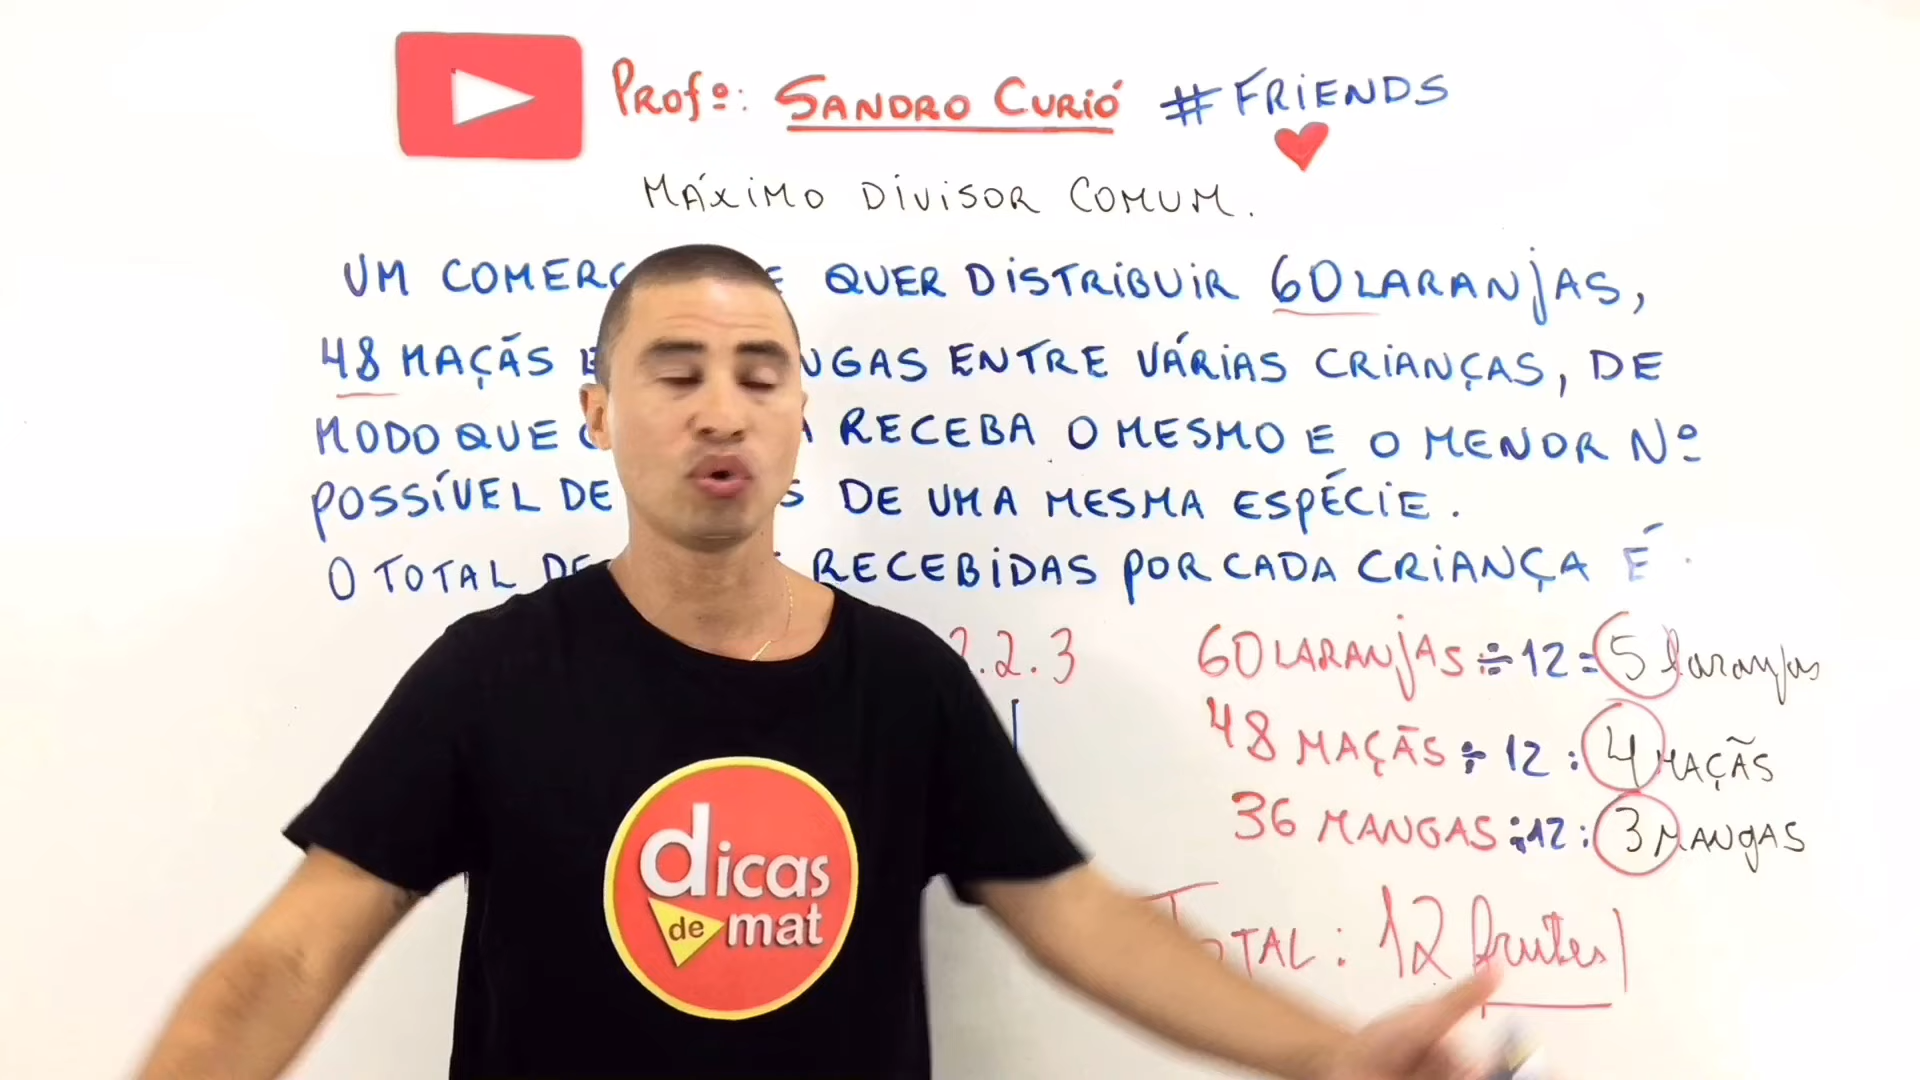 Profº: SANDRO CURIÓ #FRIENDS
MÁXIMO DIVISOR COMUM.
UM COMERC E QUER DISTRIBUIR 60 LARANJAS,
48 MAÇÃS E NGAS ENTRE VÁRIAS CRIANÇAS, DE
MODO QUE C A RECEBA O MESMO E O MENOR Nº
POSSÍVEL DE S DE UMA MESMA ESPÉCIE.
O TOTAL DE RECEBIDAS POR CADA CRIANÇA É.
2.2.3
60 LARANJAS ÷ 12 = 5 laranjas
48 MAÇÃS ÷ 12 : 4 MAÇÃS
36 MANGAS ÷ 12 : 3 MANGAS
TOTAL: 12 frutas
dicas
de mat